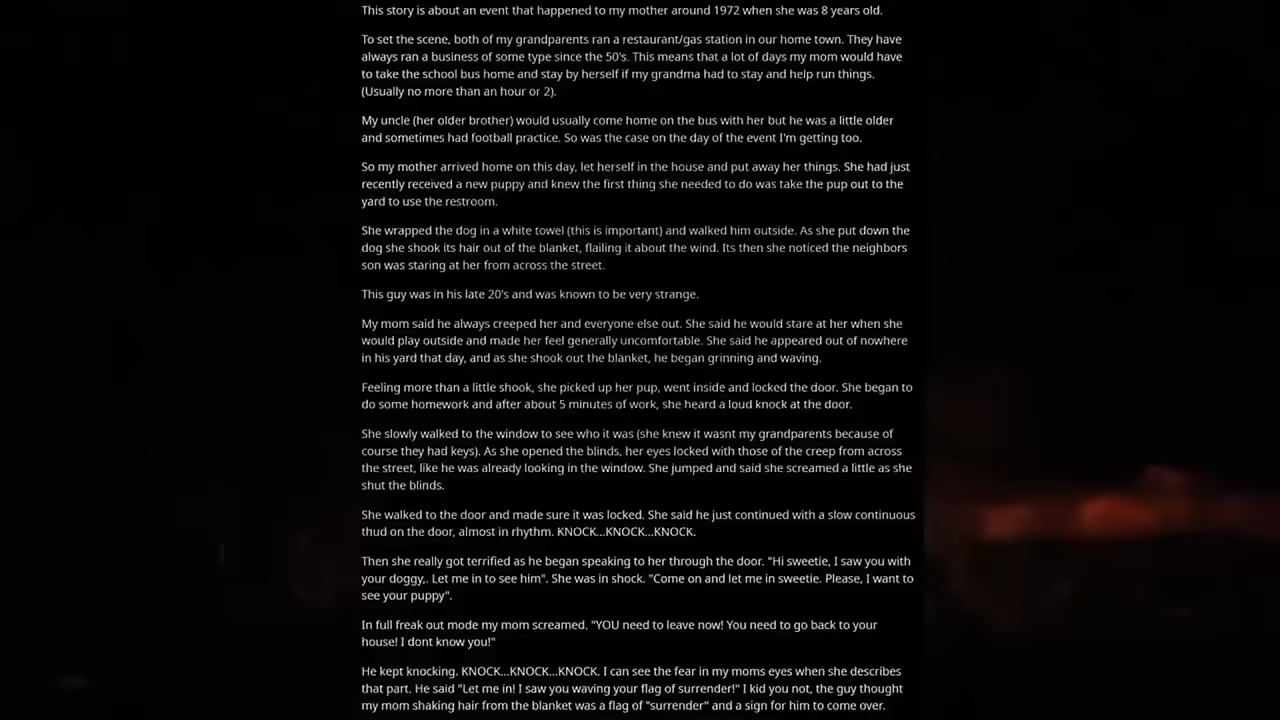 This story is about an event that happened to my mother around 1972 when she was 8 years old.
To set the scene, both of my grandparents ran a restaurant/gas station in our home town. They have
always ran a business of some type since the 50's. This means that a lot of days my mom would have
to take the school bus home and stay by herself if my grandma had to stay and help run things.
(Usually no more than an hour or 2).
My uncle (her older brother) would usually come home on the bus with her but he was a little older
and sometimes had football practice. So was the case on the day of the event I'm getting too.
So my mother arrived home on this day, let herself in the house and put away her things. She had just
recently received a new puppy and knew the first thing she needed to do was take the pup out to the
yard to use the restroom.
She wrapped the dog in a white towel (this is important) and walked him outside. As she put down the
dog she shook its hair out of the blanket, flailing it about the wind. Its then she noticed the neighbors
son was staring at her from across the street.
This guy was in his late 20's and was known to be very strange.
My mom said he always creeped her and everyone else out. She said he would stare at her when she
would play outside and made her feel generally uncomfortable. She said he appeared out of nowhere
in his yard that day, and as she shook out the blanket, he began grinning and waving.
Feeling more than a little shook, she picked up her pup, went inside and locked the door. She began to
do some homework and after about 5 minutes of work, she heard a loud knock at the door.
She slowly walked to the window to see who it was (she knew it wasnt my grandparents because of
course they had keys). As she opened the blinds, her eyes locked with those of the creep from across
the street, like he was already looking in the window. She jumped and said she screamed a little as she
shut the blinds.
She walked to the door and made sure it was locked. She said he just continued with a slow continuous
thud on the door, almost in rhythm. KNOCK...KNOCK...KNOCK.
Then she really got terrified as he began speaking to her through the door. "Hi sweetie, I saw you with
your doggy,. Let me in to see him". She was in shock. "Come on and let me in sweetie. Please, I want to
see your puppy".
In full freak out mode my mom screamed. "YOU need to leave now! You need to go back to your
house! I dont know you!"
He kept knocking. KNOCK...KNOCK...KNOCK. I can see the fear in my moms eyes when she describes
that part. He said "Let me in! I saw you waving your flag of surrender!" I kid you not, the guy thought
my mom shaking hair from the blanket was a flag of "surrender" and a sign for him to come over.